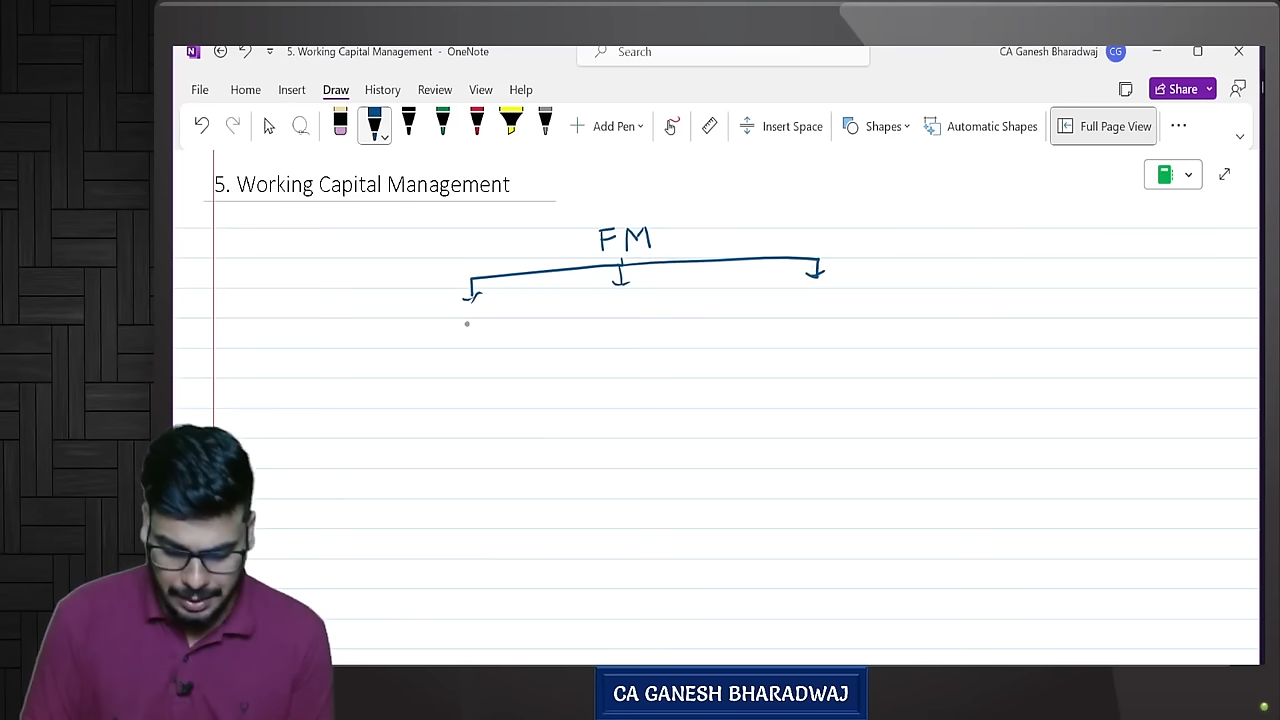 5. Working Capital Management - OneNote
Search
CA Ganesh Bharadwaj CG
File Home Insert Draw History Review View Help
Share
Add Pen Insert Space Shapes Automatic Shapes Full Page View
5. Working Capital Management
FM
CA GANESH BHARADWAJ